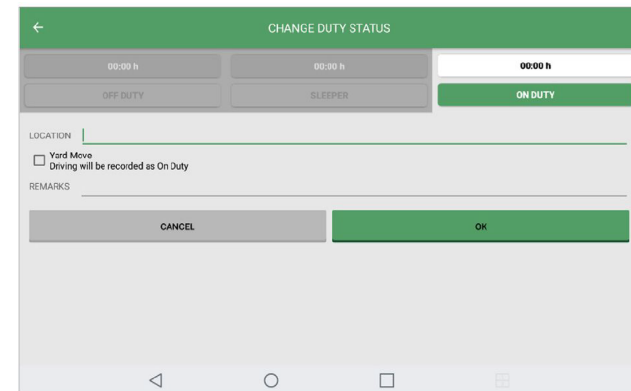 CHANGE DUTY STATUS
00:00 h 00:00 h 00:00 h
OFF DUTY SLEEPER ON DUTY
LOCATION
Yard Move
Driving will be recorded as On Duty
REMARKS
CANCEL OK